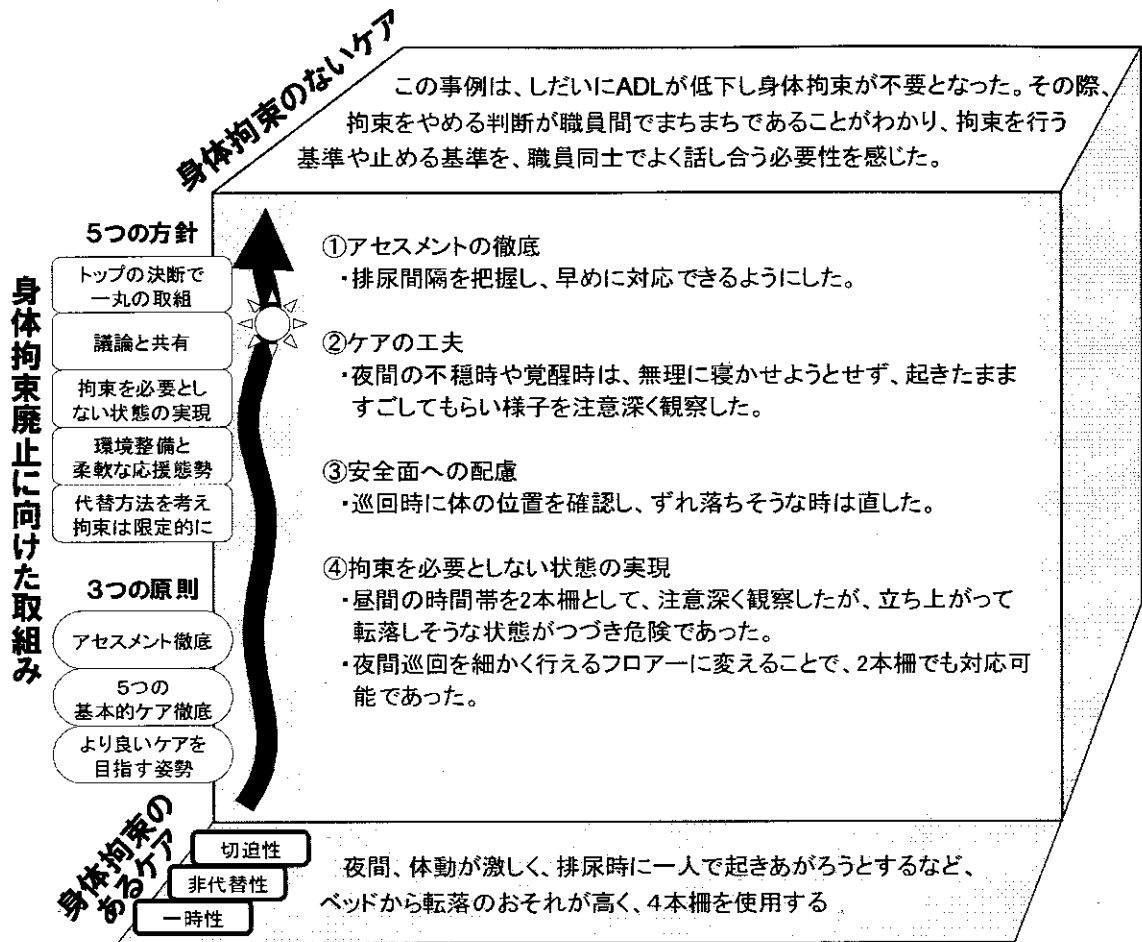 身体拘束のないケア
この事例は、しだいにADLが低下し身体拘束が不要となった。その際、
拘束をやめる判断が職員間でまちまちであることがわかり、拘束を行う
基準や止める基準を、職員同士でよく話し合う必要性を感じた。
身体拘束廃止に向けた取組み
5つの方針
トップの決断で
一丸の取組
議論と共有
拘束を必要とし
ない状態の実現
環境整備と
柔軟な応援態勢
代替方法を考え
拘束は限定的に
3つの原則
アセスメント徹底
5つの
基本的ケア徹底
より良いケアを
目指す姿勢
①アセスメントの徹底
・排尿間隔を把握し、早めに対応できるようにした。
②ケアの工夫
・夜間の不穏時や覚醒時は、無理に寝かせようとせず、起きたまま
すごしてもらい様子を注意深く観察した。
③安全面への配慮
・巡回時に体の位置を確認し、ずれ落ちそうな時は直した。
④拘束を必要としない状態の実現
・昼間の時間帯を2本柵として、注意深く観察したが、立ち上がって
転落しそうな状態がつづき危険であった。
・夜間巡回を細かく行えるフロアーに変えることで、2本柵でも対応可
能であった。
身体拘束の
あるケア
切迫性
非代替性
一時性
夜間、体動が激しく、排尿時に一人で起きあがろうとするなど、
ベッドから転落のおそれが高く、4本柵を使用する